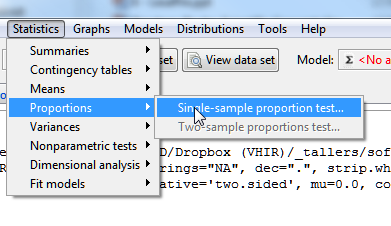 Statistics Graphs Models Distributions Tools Help
Summaries
Contingency tables
set View data set Model: Σ <No a
Means
Proportions
Single-sample proportion test...
Variances
Two-sample proportions test...
Nonparametric tests
D/Dropbox (VHIR)/_tallers/sof
Dimensional analysis
rings="NA", dec=".", strip.wh
Fit models
ative='two.sided', mu=0.0, co